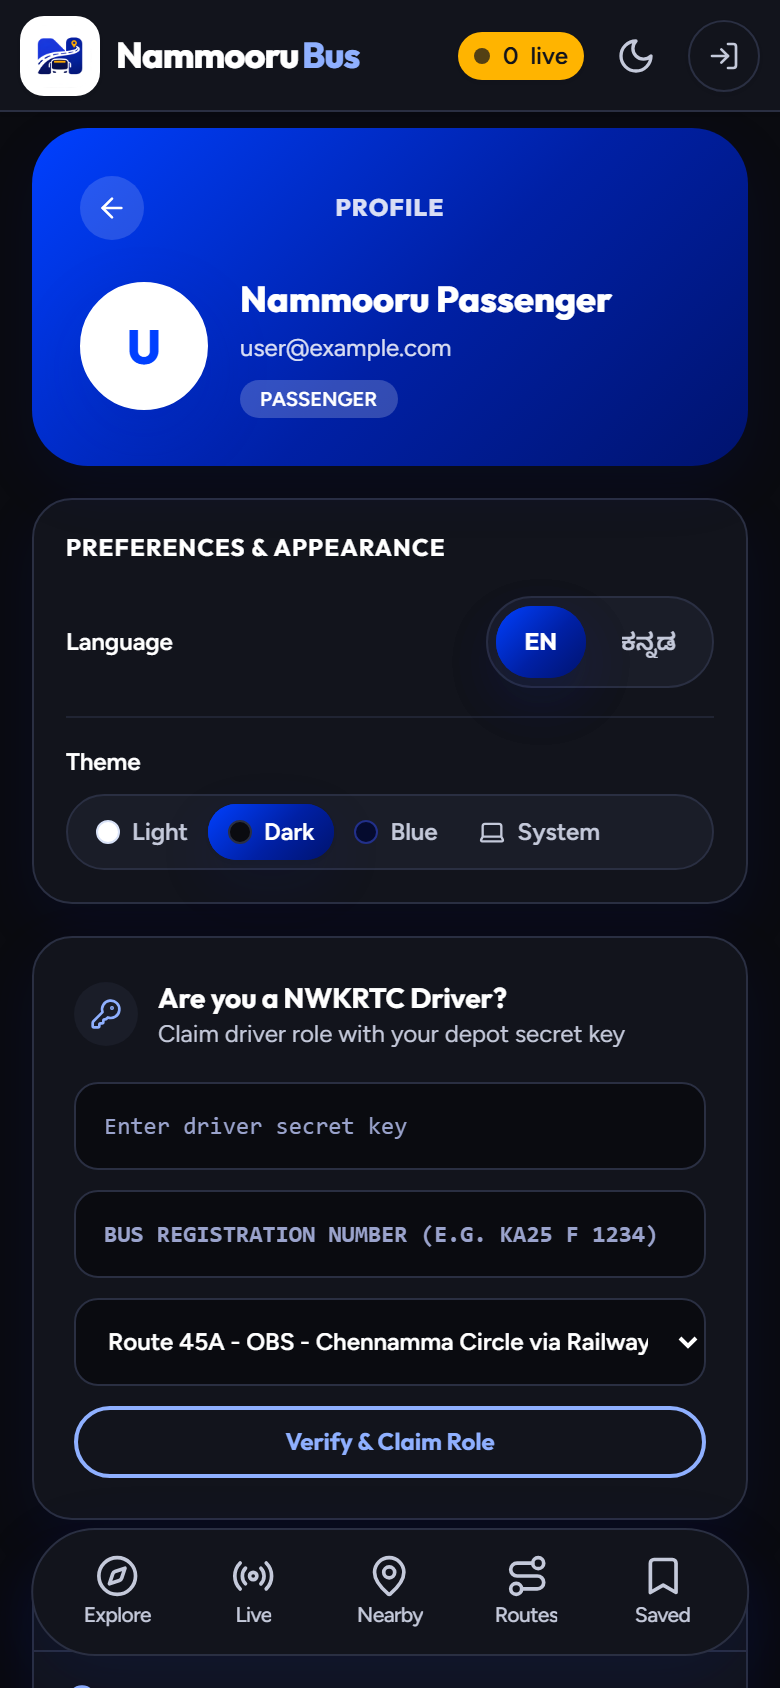 Nammooru Bus
0 live
PROFILE
U
Nammooru Passenger
user@example.com
PASSENGER
PREFERENCES & APPEARANCE
Language
EN
ಕನ್ನಡ
Theme
Light
Dark
Blue
System
Are you a NWKRTC Driver?
Claim driver role with your depot secret key
Enter driver secret key
BUS REGISTRATION NUMBER (E.G. KA25 F 1234)
Route 45A - OBS - Chennamma Circle via Railway
Verify & Claim Role
Explore
Live
Nearby
Routes
Saved